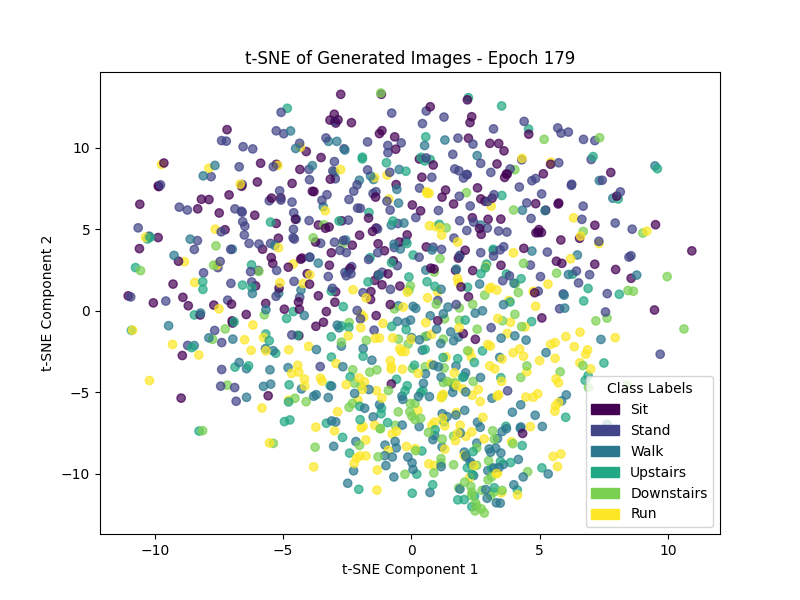 t-SNE of Generated Images - Epoch 179
10
5
0
−5
−10
t-SNE Component 2
Class Labels
Sit
Stand
Walk
Upstairs
Downstairs
Run
−10
−5
0
5
10
t-SNE Component 1